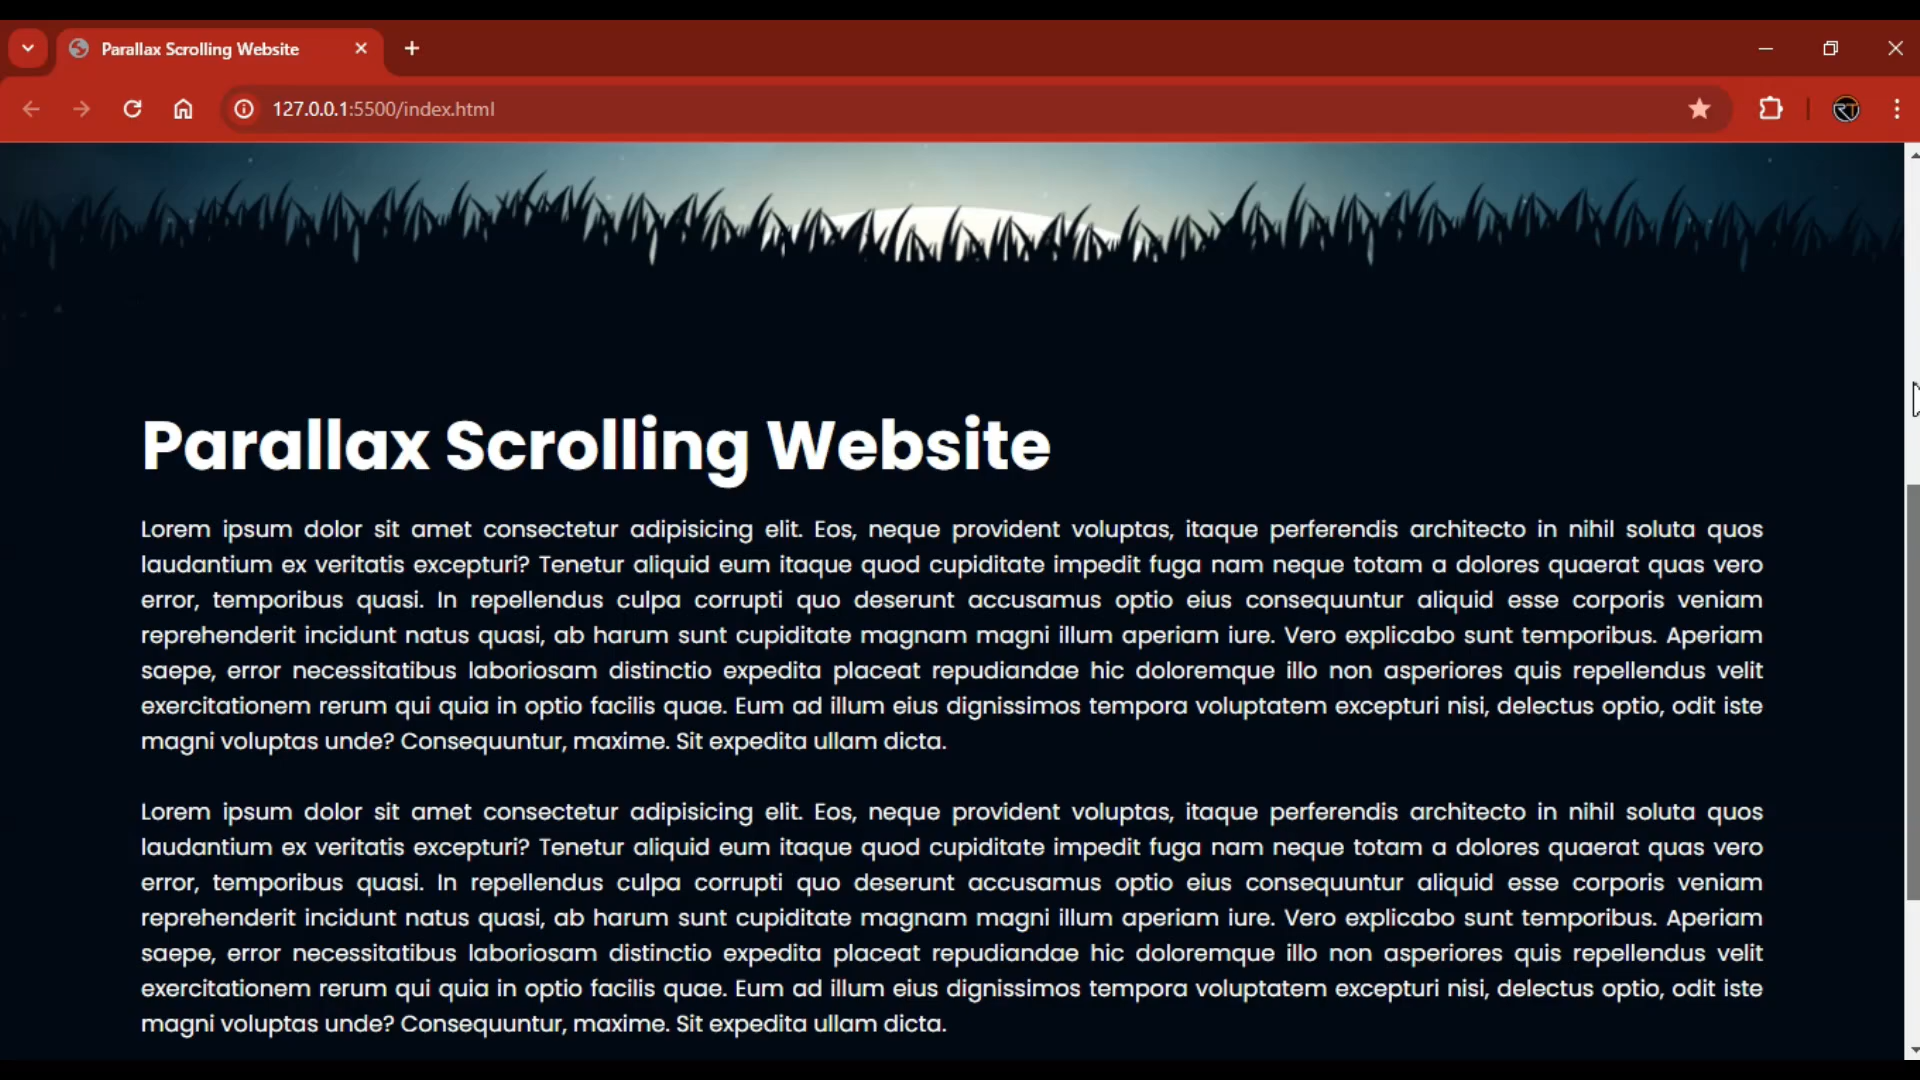 Parallax Scrolling Website
127.0.0.1:5500/index.html
RT
Parallax Scrolling Website
Lorem ipsum dolor sit amet consectetur adipisicing elit. Eos, neque provident voluptas, itaque perferendis architecto in nihil soluta quos
laudantium ex veritatis excepturi? Tenetur aliquid eum itaque quod cupiditate impedit fuga nam neque totam a dolores quaerat quas vero
error, temporibus quasi. In repellendus culpa corrupti quo deserunt accusamus optio eius consequuntur aliquid esse corporis veniam
reprehenderit incidunt natus quasi, ab harum sunt cupiditate magnam magni illum aperiam iure. Vero explicabo sunt temporibus. Aperiam
saepe, error necessitatibus laboriosam distinctio expedita placeat repudiandae hic doloremque illo non asperiores quis repellendus velit
exercitationem rerum qui quia in optio facilis quae. Eum ad illum eius dignissimos tempora voluptatem excepturi nisi, delectus optio, odit iste
magni voluptas unde? Consequuntur, maxime. Sit expedita ullam dicta.
Lorem ipsum dolor sit amet consectetur adipisicing elit. Eos, neque provident voluptas, itaque perferendis architecto in nihil soluta quos
laudantium ex veritatis excepturi? Tenetur aliquid eum itaque quod cupiditate impedit fuga nam neque totam a dolores quaerat quas vero
error, temporibus quasi. In repellendus culpa corrupti quo deserunt accusamus optio eius consequuntur aliquid esse corporis veniam
reprehenderit incidunt natus quasi, ab harum sunt cupiditate magnam magni illum aperiam iure. Vero explicabo sunt temporibus. Aperiam
saepe, error necessitatibus laboriosam distinctio expedita placeat repudiandae hic doloremque illo non asperiores quis repellendus velit
exercitationem rerum qui quia in optio facilis quae. Eum ad illum eius dignissimos tempora voluptatem excepturi nisi, delectus optio, odit iste
magni voluptas unde? Consequuntur, maxime. Sit expedita ullam dicta.